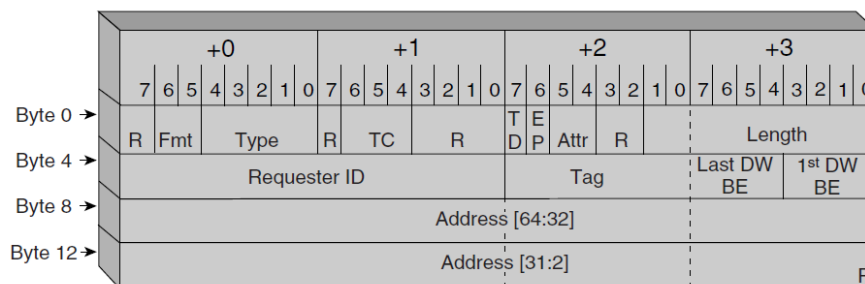 +0 +1 +2 +3
7 6 5 4 3 2 1 0 7 6 5 4 3 2 1 0 7 6 5 4 3 2 1 0 7 6 5 4 3 2 1 0
Byte 0
R Fmt Type R TC R TD EP Attr R Length
Byte 4
Requester ID Tag Last DW BE 1st DW BE
Byte 8
Address [64:32]
Byte 12
Address [31:2]